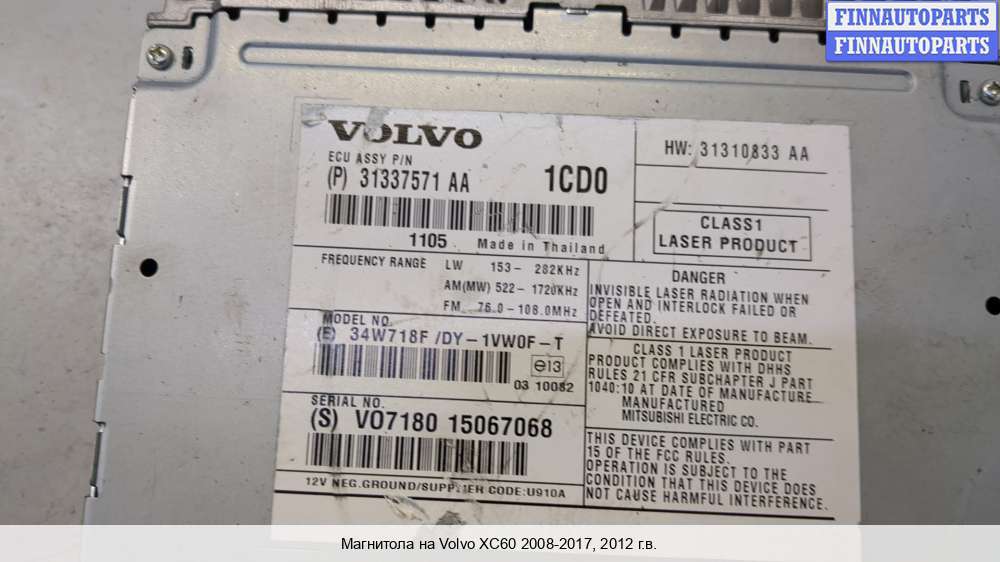 FINNAUTOPARTS
FINNAUTOPARTS
VOLVO
ECU ASSY P/N
(P) 31337571 AA 1CD0
1105 Made in Thailand
HW: 31310833 AA
CLASS1
LASER PRODUCT
FREQUENCY RANGE LW 153- 282KHz
AM(MW) 522- 1720KHz
FM 76.0-108.0MHz
MODEL NO.
(E) 34W718F /DY-1VW0F-T
e13
03 10082
SERIAL NO.
(S) VO7180 15067068
12V NEG.GROUND/SUPPLIER CODE:U910A
DANGER
INVISIBLE LASER RADIATION WHEN
OPEN AND INTERLOCK FAILED OR
DEFEATED.
AVOID DIRECT EXPOSURE TO BEAM.
CLASS 1 LASER PRODUCT
PRODUCT COMPLIES WITH DHHS
RULES 21 CFR SUBCHAPTER J PART
1040:10 AT DATE OF MANUFACTURE
MANUFACTURED
MITSUBISHI ELECTRIC CO.
THIS DEVICE COMPLIES WITH PART
15 OF THE FCC RULES.
OPERATION IS SUBJECT TO THE
CONDITION THAT THIS DEVICE DOES
NOT CAUSE HARMFUL INTERFERENCE.
Магнитола на Volvo XC60 2008-2017, 2012 г.в.